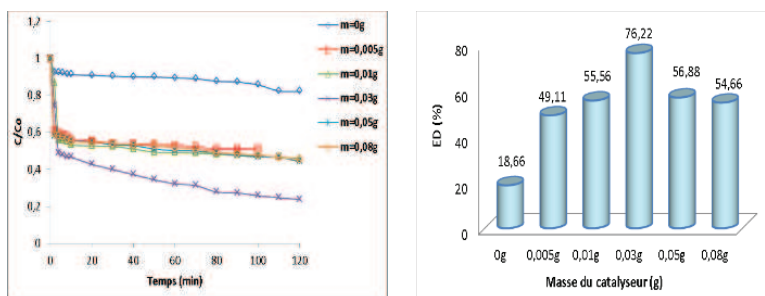 m=0g
m=0,005g
m=0,01g
m=0,03g
m=0,05g
m=0,08g
1,2
1
0,8
0,6
0,4
0,2
0
C/Co
0 20 40 60 80 100 120
Temps (min)
80
60
40
20
0
ED (%)
18,66
49,11
55,56
76,22
56,88
54,66
0g 0,005g 0,01g 0,03g 0,05g 0,08g
Masse du catalyseur (g)